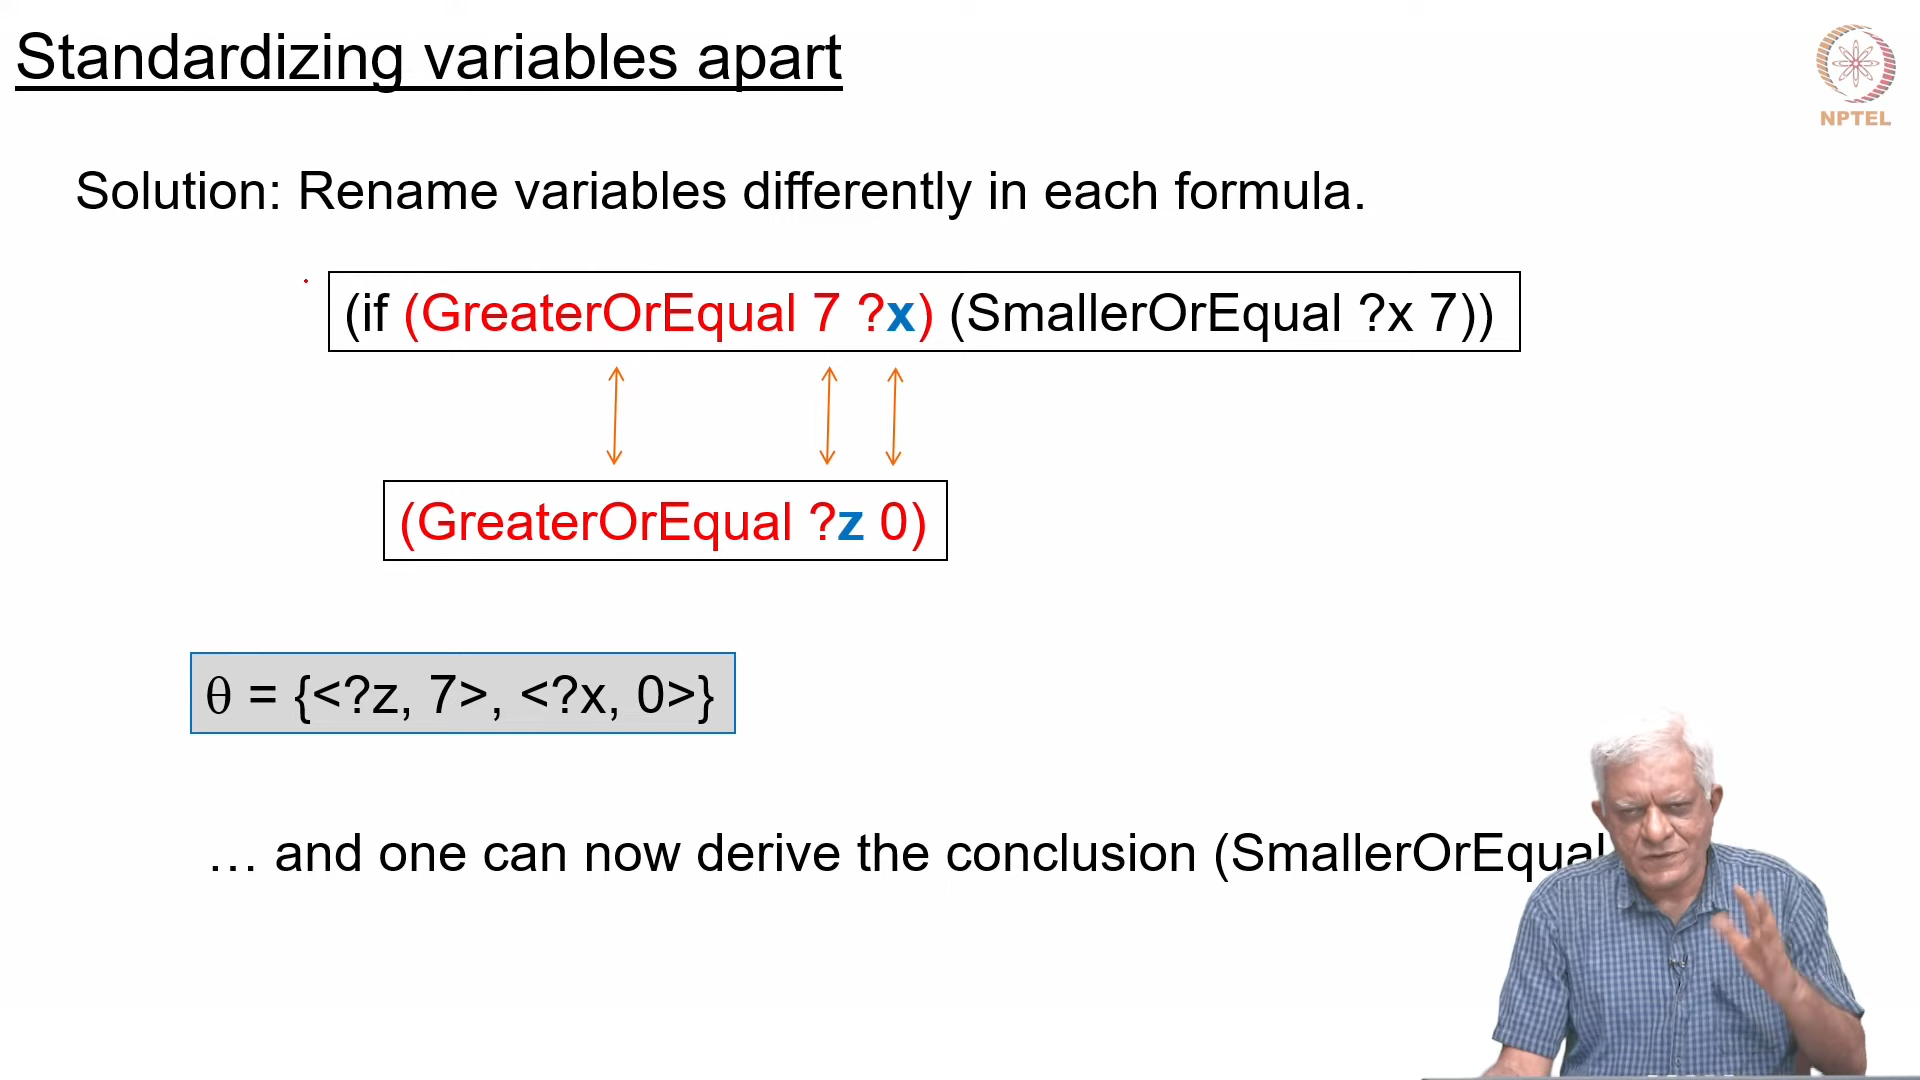 Standardizing variables apart
NPTEL
Solution: Rename variables differently in each formula.
(if (GreaterOrEqual 7 ?x) (SmallerOrEqual ?x 7))
(GreaterOrEqual ?z 0)
θ = {<?z, 7>, <?x, 0>}
… and one can now derive the conclusion (SmallerOrEqual